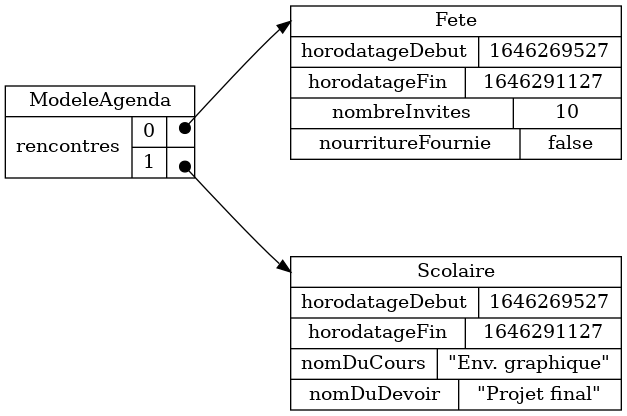 ModeleAgenda
rencontres
0
1
Fete
horodatageDebut 1646269527
horodatageFin 1646291127
nombreInvites 10
nourritureFournie false
Scolaire
horodatageDebut 1646269527
horodatageFin 1646291127
nomDuCours "Env. graphique"
nomDuDevoir "Projet final"